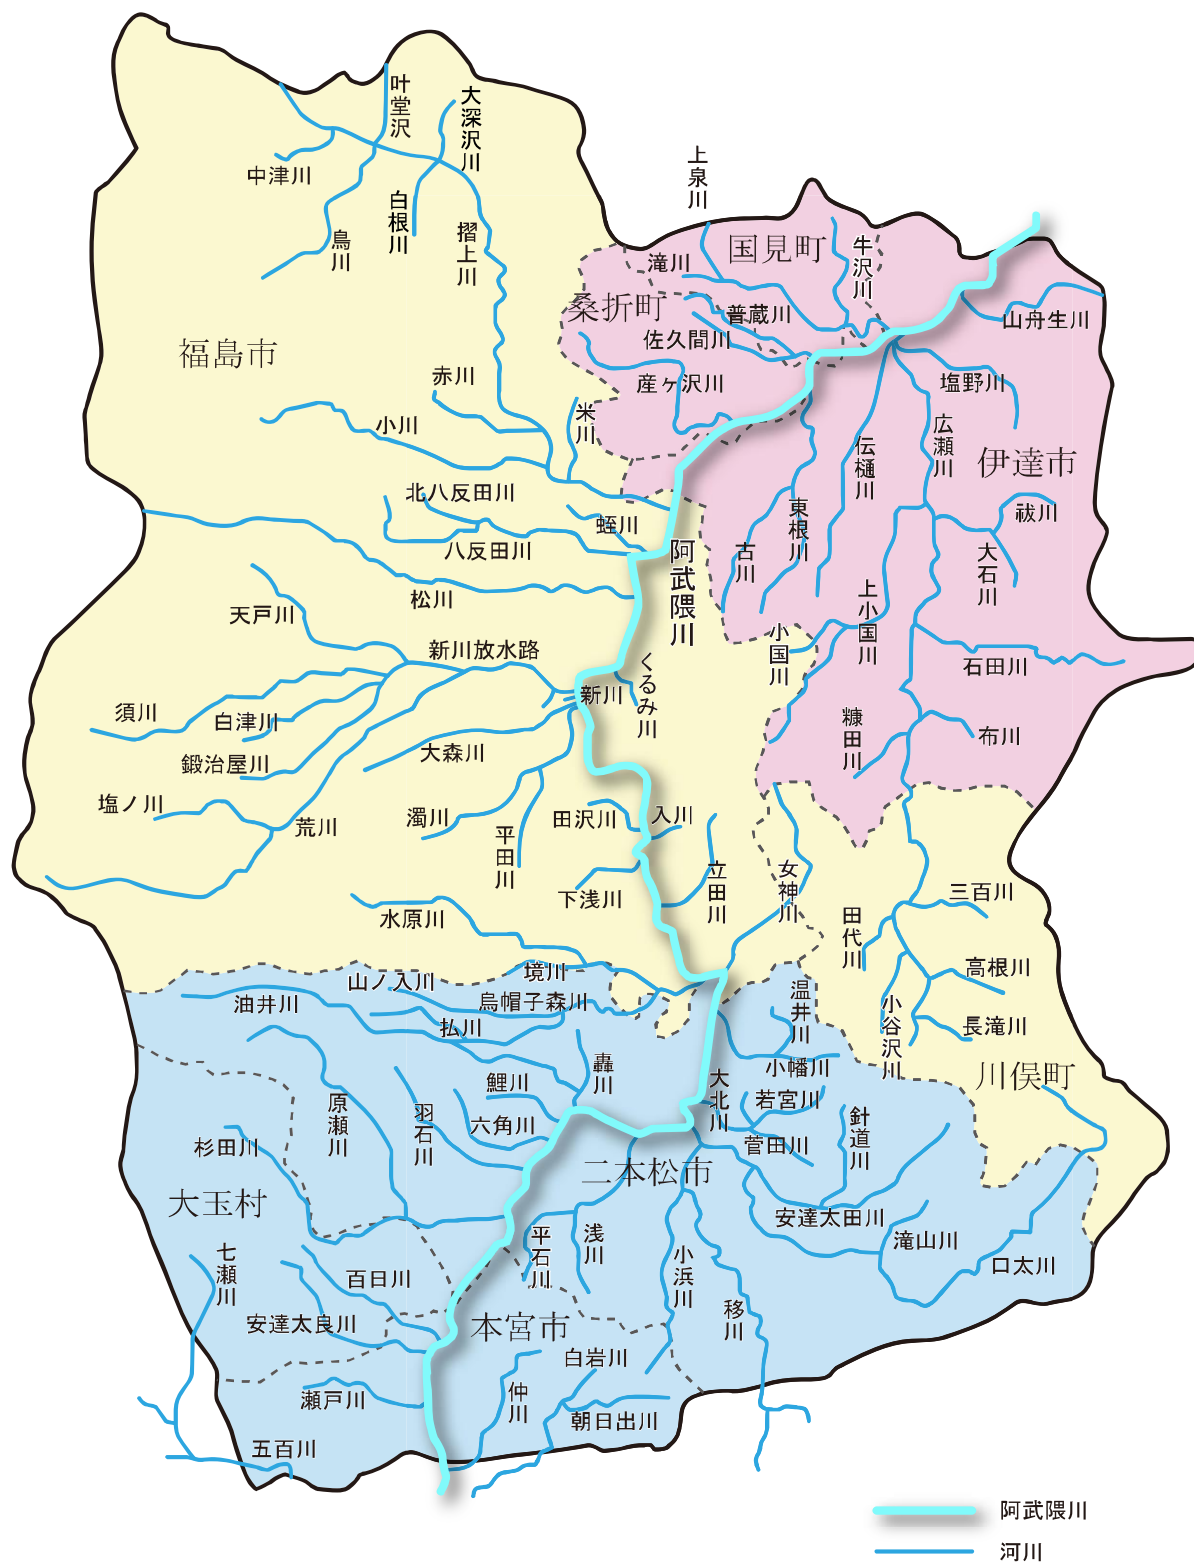 叶堂沢
大深沢川
中津川
白根川
鳥川
摺上川
上泉川
国見町
滝川
牛沢川
桑折町
普蔵川
山舟生川
佐久間川
福島市
産ヶ沢川
塩野川
赤川
米川
小川
広瀬川
伝樋川
伊達市
北八反田川
蛭川
東根川
祓川
八反田川
阿武隈川
古川
大石川
松川
上小国川
天戸川
小国川
新川放水路
くるみ川
石田川
新川
須川
白津川
糠田川
布川
大森川
鍛治屋川
塩ノ川
荒川
濁川
田沢川
入川
平田川
立田川
女神川
下浅川
三百川
水原川
田代川
境川
高根川
山ノ入川
油井川
烏帽子森川
温井川
小谷沢川
長滝川
払川
轟川
小幡川
川俣町
鯉川
大北川
若宮川
原瀬川
羽石川
六角川
針道川
杉田川
菅田川
二本松市
大玉村
安達太田川
平石川
浅川
滝山川
七瀬川
小浜川
口太川
百日川
移川
安達太良川
本宮市
白岩川
瀬戸川
仲川
朝日出川
五百川
阿武隈川
河川